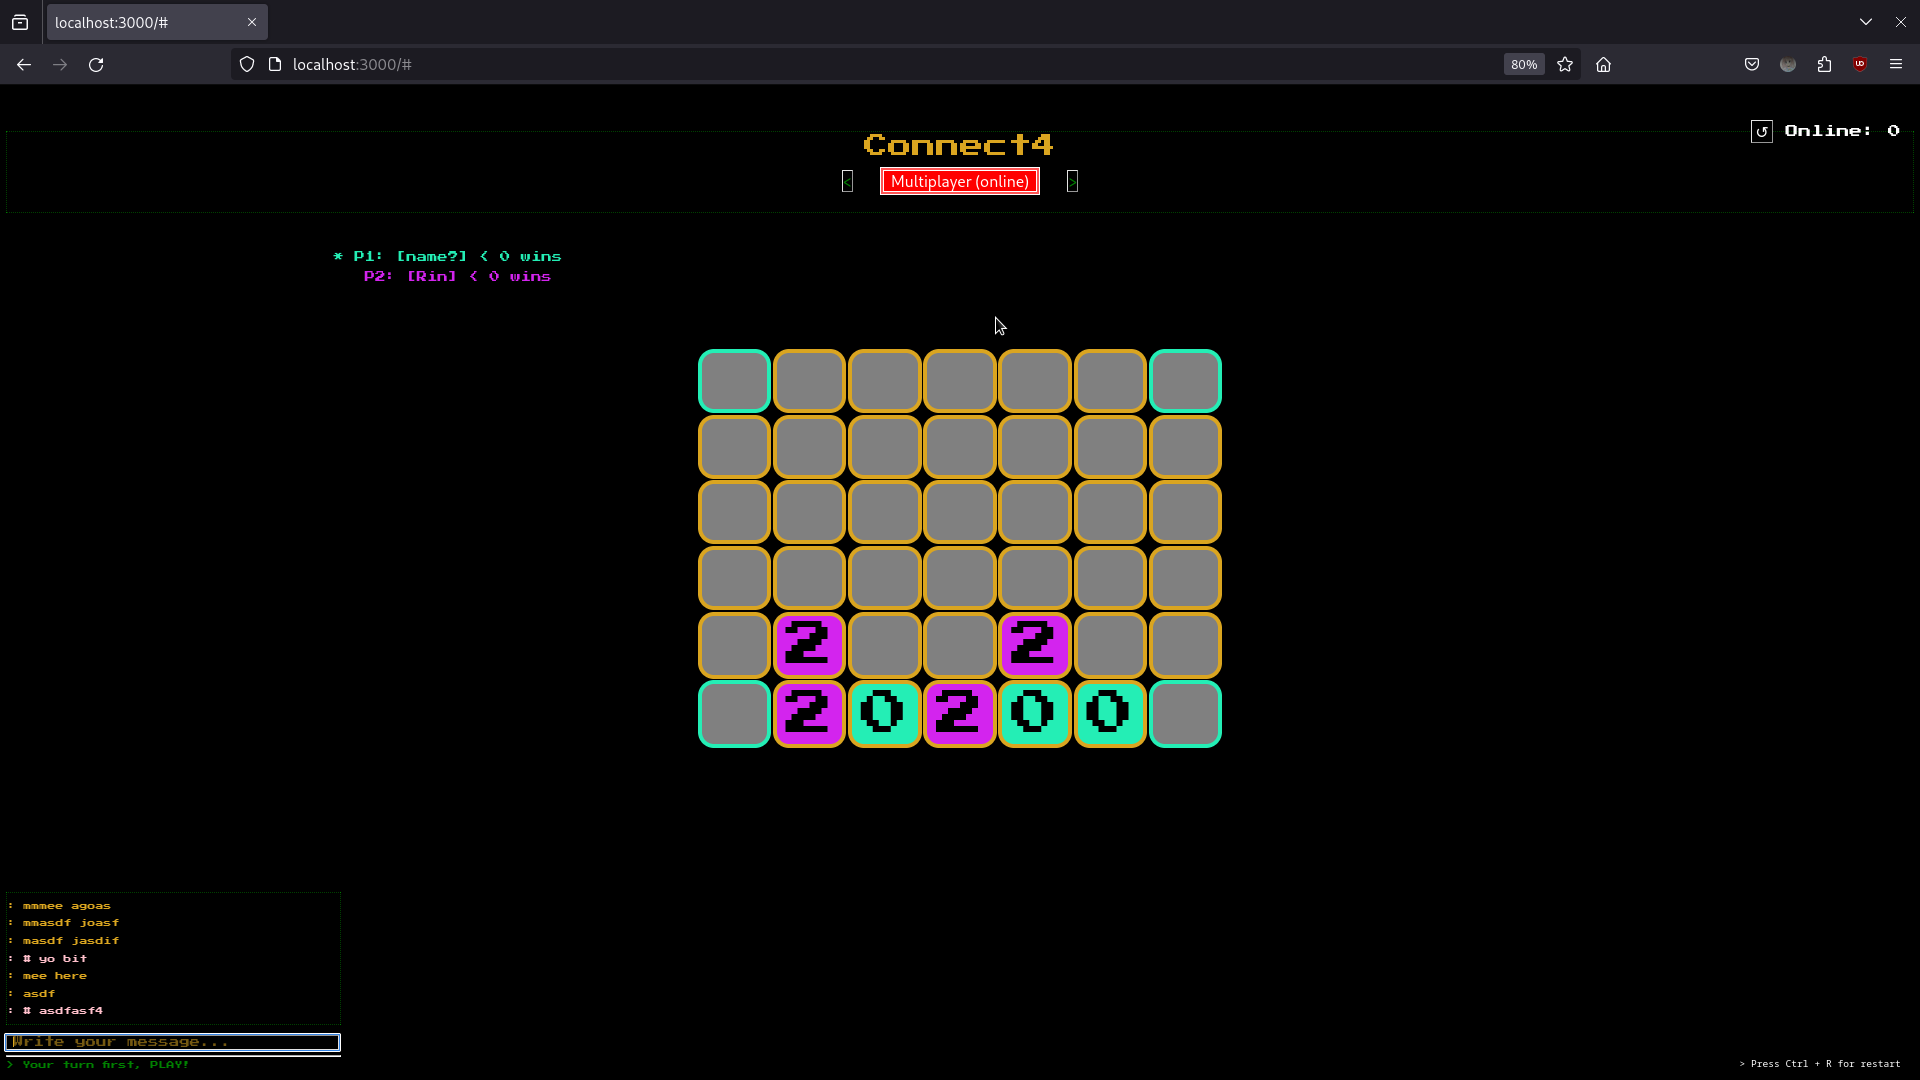 localhost:3000/#
localhost:3000/#
80%
Connect4
Online: 0
< Multiplayer (online) >
* P1: [name?] < 0 wins
P2: [Rin] < 0 wins
2 2
2 0 2 0 0
: mmmee agoas
: mmasdf joasf
: masdf jasdif
: # yo bit
: mee here
: asdf
: # asdfasf4
Write your message...
> Your turn first, PLAY!
> Press Ctrl + R for restart